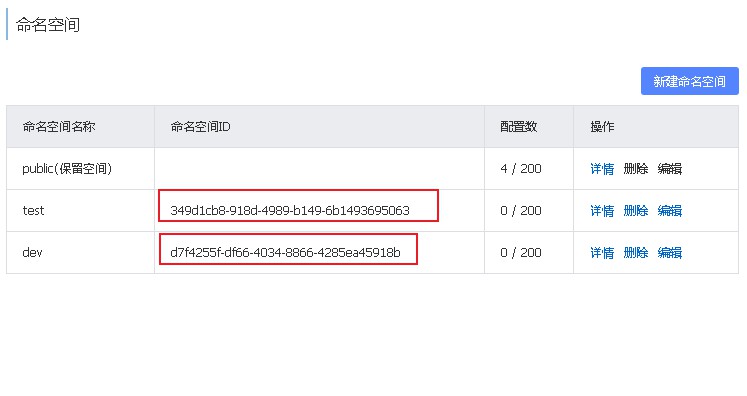 命名空间
新建命名空间
命名空间名称 命名空间ID 配置数 操作
public(保留空间) 4 / 200 详情 删除 编辑
test 349d1cb8-918d-4989-b149-6b1493695063 0 / 200 详情 删除 编辑
dev d7f4255f-df66-4034-8866-4285ea45918b 0 / 200 详情 删除 编辑